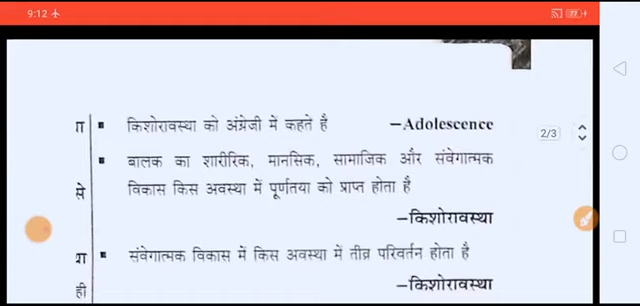 9:12
27
किशोरावस्था को अंग्रेजी में कहते है –Adolescence
2/3
बालक का शारीरिक, मानसिक, सामाजिक और संवेगात्मक
से विकास किस अवस्था में पूर्णतया को प्राप्त होता है
–किशोरावस्था
संवेगात्मक विकास में किस अवस्था में तीव्र परिवर्तन होता है
ही –किशोरावस्था